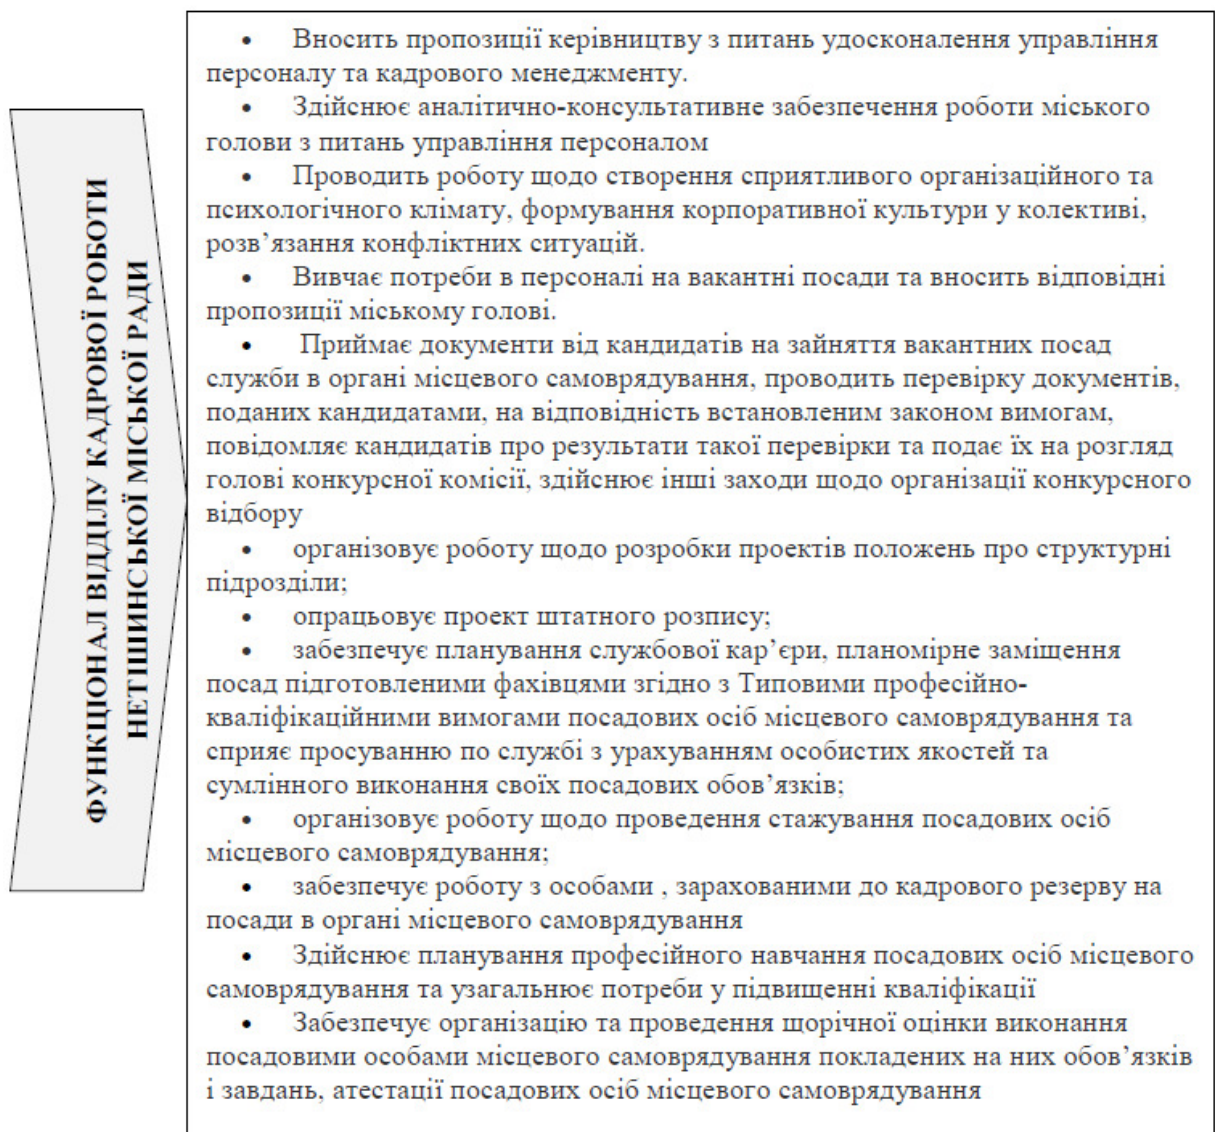 ФУНКЦІОНАЛ ВІДДІЛУ КАДРОВОЇ РОБОТИ
НЕТІШИНСЬКОЇ МІСЬКОЇ РАДИ
• Вносить пропозиції керівництву з питань удосконалення управління
персоналу та кадрового менеджменту.
• Здійснює аналітично-консультативне забезпечення роботи міського
голови з питань управління персоналом
• Проводить роботу щодо створення сприятливого організаційного та
психологічного клімату, формування корпоративної культури у колективі,
розв’язання конфліктних ситуацій.
• Вивчає потреби в персоналі на вакантні посади та вносить відповідні
пропозиції міському голові.
• Приймає документи від кандидатів на зайняття вакантних посад
служби в органі місцевого самоврядування, проводить перевірку документів,
поданих кандидатами, на відповідність встановленим законом вимогам,
повідомляє кандидатів про результати такої перевірки та подає їх на розгляд
голові конкурсної комісії, здійснює інші заходи щодо організації конкурсного
відбору
• організовує роботу щодо розробки проектів положень про структурні
підрозділи;
• опрацьовує проект штатного розпису;
• забезпечує планування службової кар’єри, планомірне заміщення
посад підготовленими фахівцями згідно з Типовими професійно-
кваліфікаційними вимогами посадових осіб місцевого самоврядування та
сприяє просуванню по службі з урахуванням особистих якостей та
сумлінного виконання своїх посадових обов’язків;
• організовує роботу щодо проведення стажування посадових осіб
місцевого самоврядування;
• забезпечує роботу з особами , зарахованими до кадрового резерву на
посади в органі місцевого самоврядування
• Здійснює планування професійного навчання посадових осіб місцевого
самоврядування та узагальнює потреби у підвищенні кваліфікації
• Забезпечує організацію та проведення щорічної оцінки виконання
посадовими особами місцевого самоврядування покладених на них обов’язків
і завдань, атестації посадових осіб місцевого самоврядування